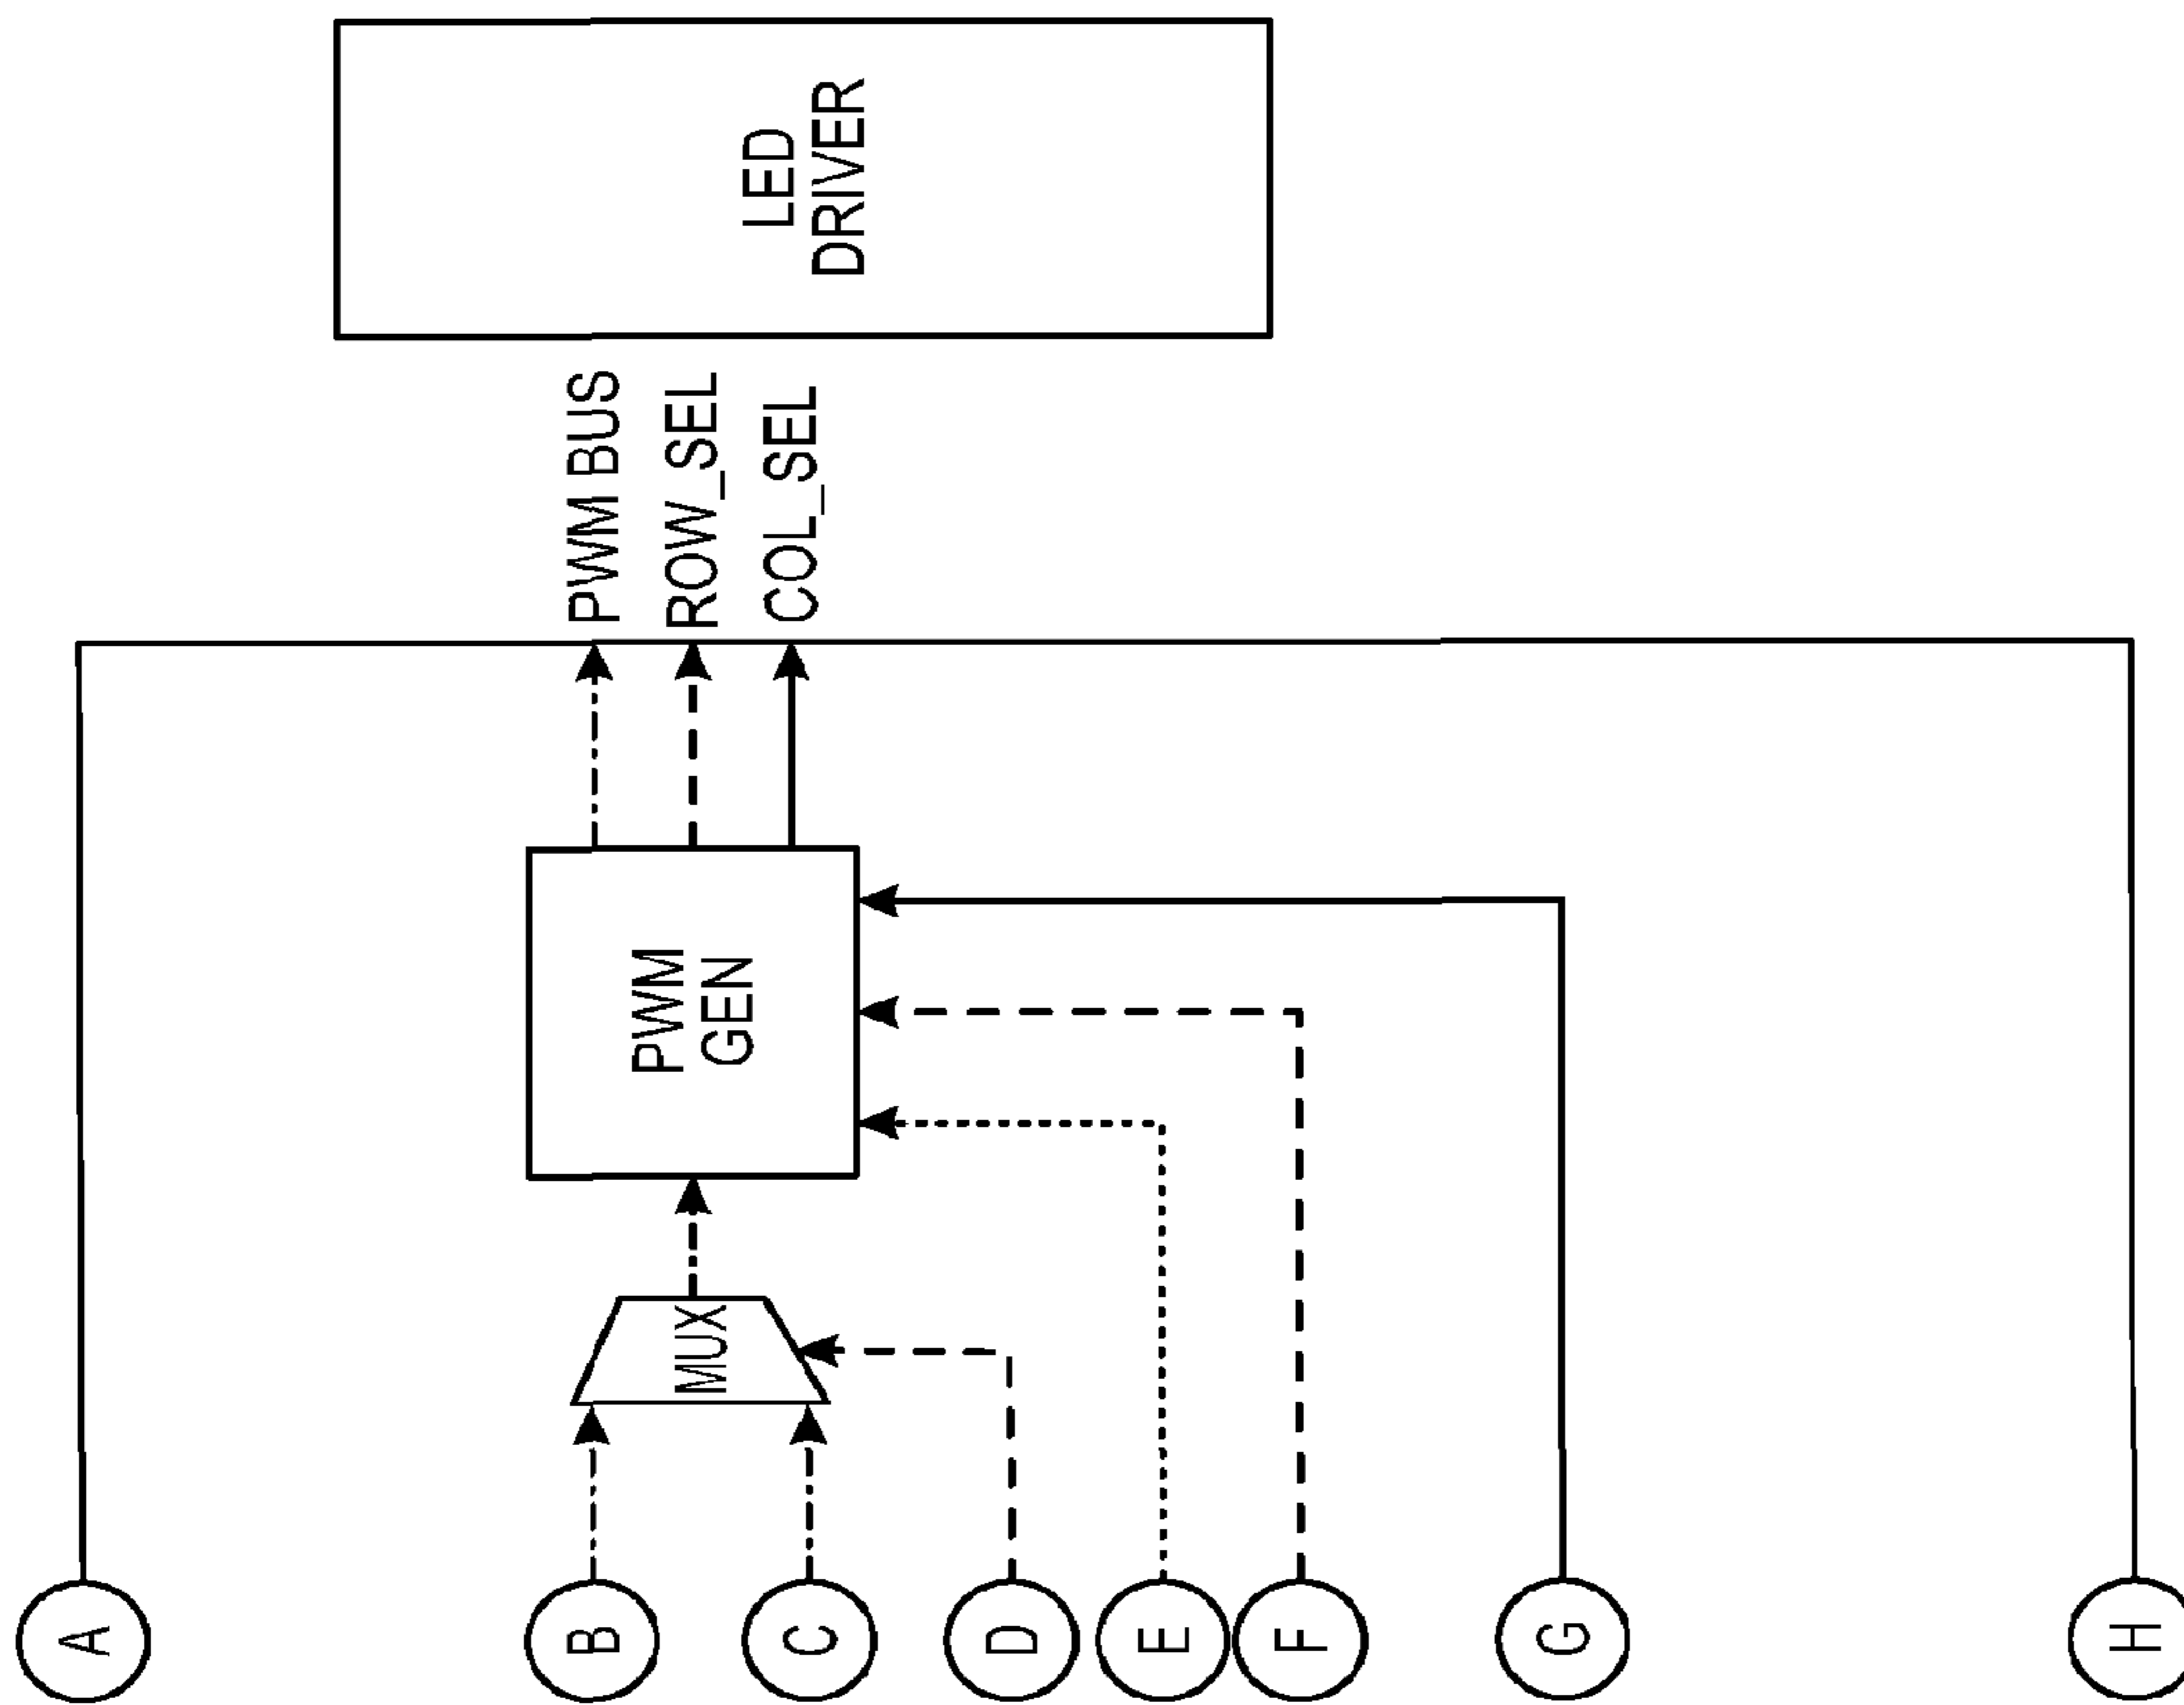 A
B
C
D
E
F
G
H
MUX
PWM
GEN
PWM BUS
ROW_SEL
COL_SEL
LED
DRIVER